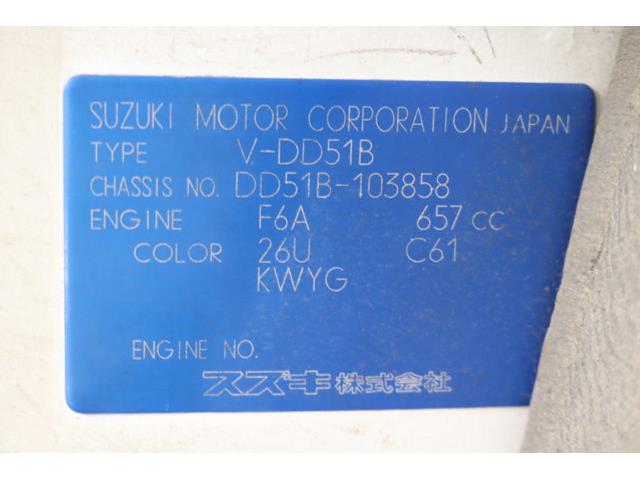 SUZUKI MOTOR CORPORATION JAPAN
TYPE V-DD51B
CHASSIS NO. DD51B-103858
ENGINE F6A 657 cc
COLOR 26U C61
KWYG
ENGINE NO.
スズキ株式会社